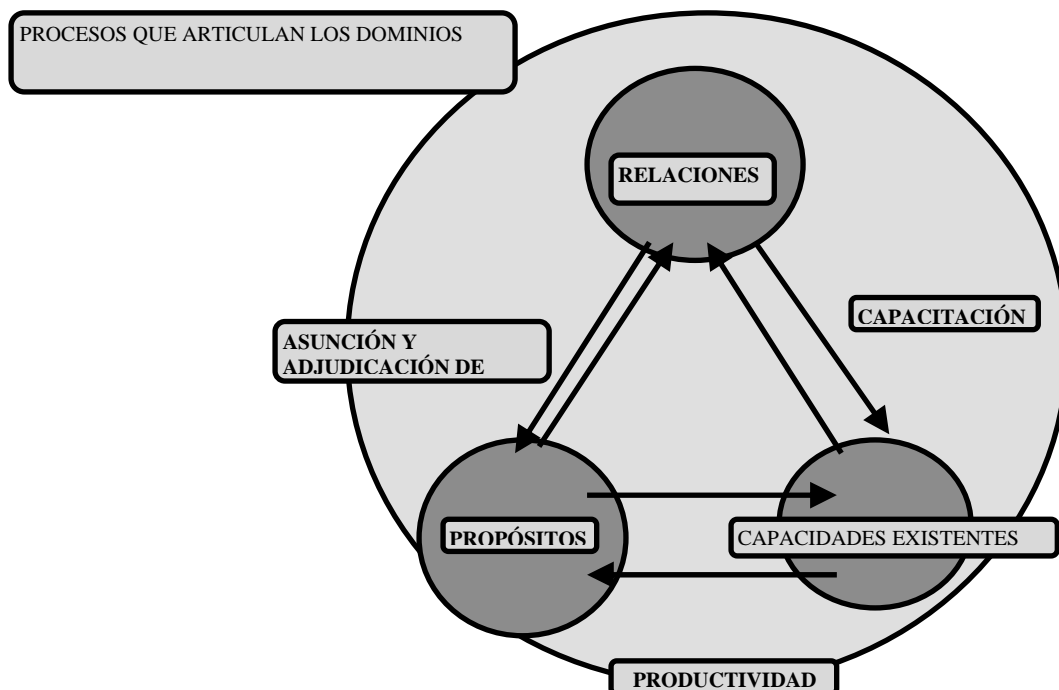 PROCESOS QUE ARTICULAN LOS DOMINIOS
RELACIONES
CAPACITACIÓN
ASUNCIÓN Y
ADJUDICACIÓN DE
PROPÓSITOS
CAPACIDADES EXISTENTES
PRODUCTIVIDAD